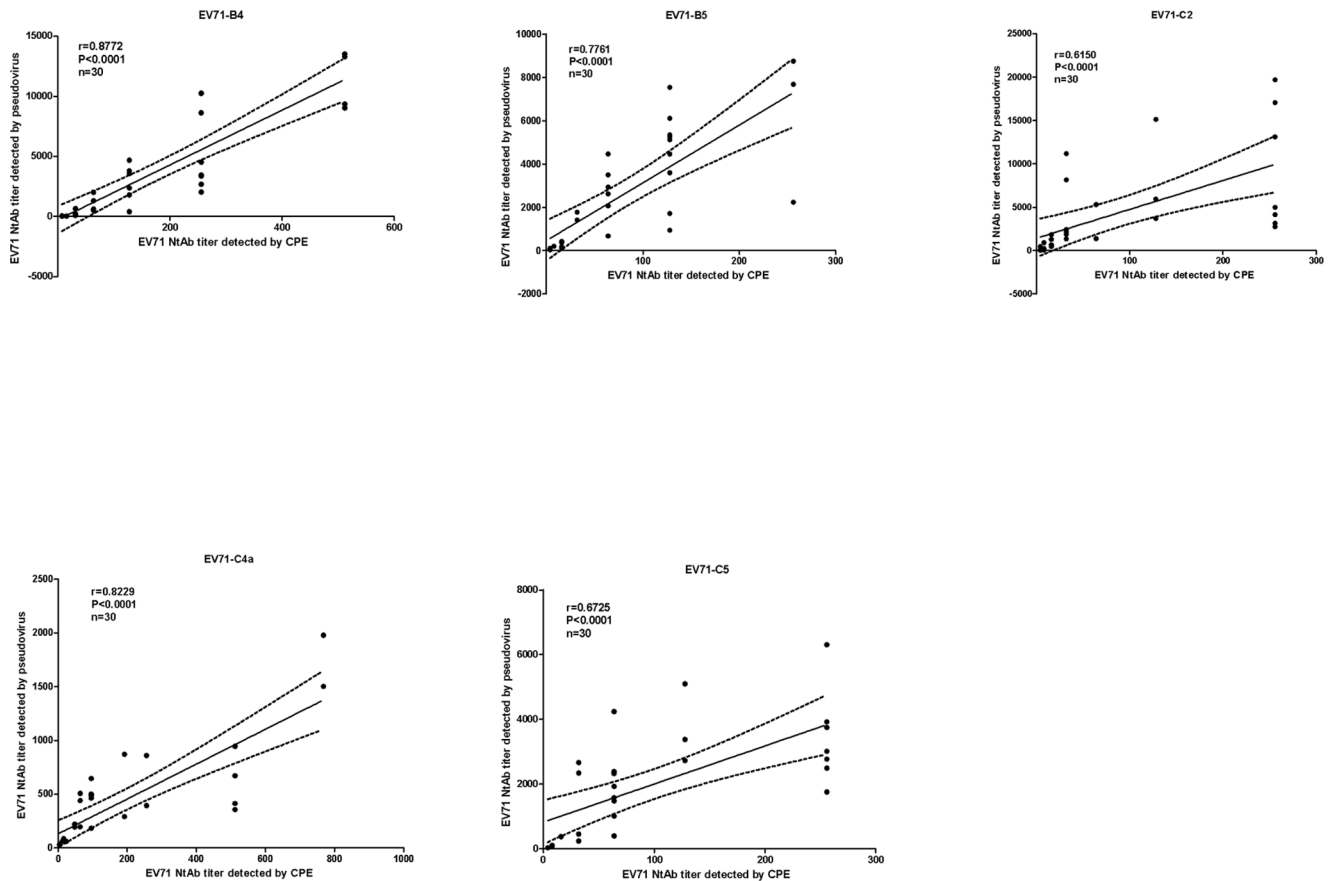 EV71-B4
r=0.8772
P<0.0001
n=30
15000
10000
5000
0
-5000
200
400
600
EV71 NtAb titer detected by pseudovirus
EV71 NtAb titer detected by CPE
EV71-B5
r=0.7761
P<0.0001
n=30
10000
8000
6000
4000
2000
0
-2000
100
200
300
EV71 NtAb titer detected by pseudovirus
EV71 NtAb titer detected by CPE
EV71-C2
r=0.6150
P<0.0001
n=30
25000
20000
15000
10000
5000
0
-5000
100
200
300
EV71 NtAb titer detected by pseudovirus
EV71 NtAb titer detected by CPE
EV71-C4a
r=0.8229
P<0.0001
n=30
2500
2000
1500
1000
500
0
0
200
400
600
800
1000
EV71 NtAb titer detected by pseudovirus
EV71 NtAb titer detected by CPE
EV71-C5
r=0.6725
P<0.0001
n=30
8000
6000
4000
2000
0
0
100
200
300
EV71 NtAb titer detected by pseudovirus
EV71 NtAb titer detected by CPE